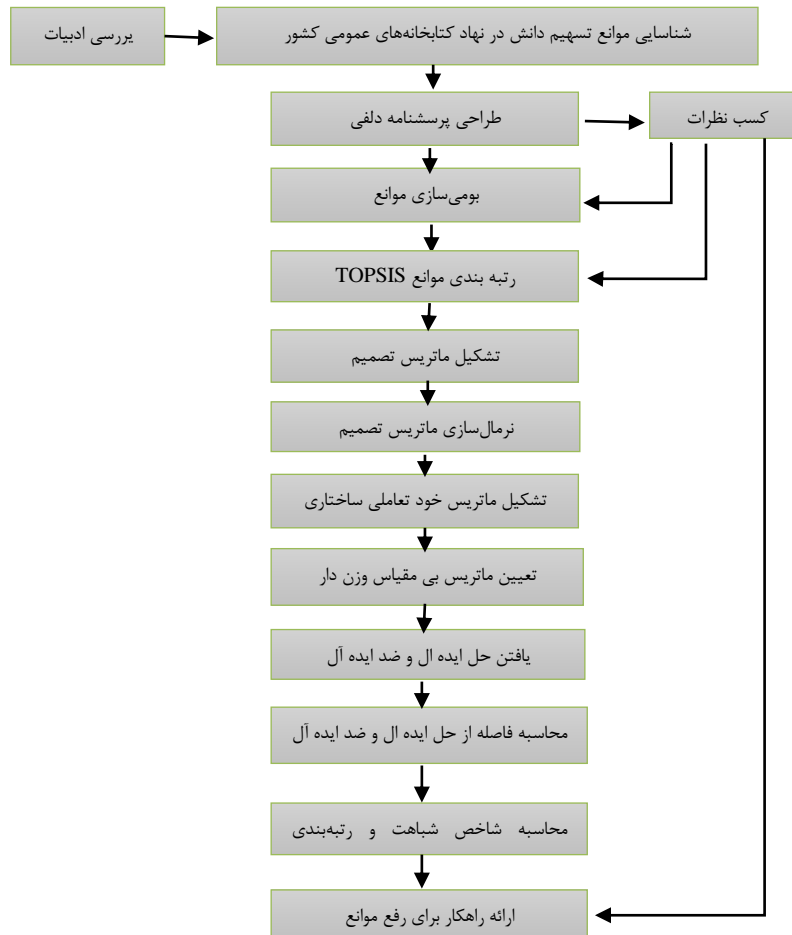 یررسی ادبیات
شناسایی موانع تسهیم دانش در نهاد کتابخانه‌های عمومی کشور
طراحی پرسشنامه دلفی
کسب نظرات
بومی‌سازی موانع
رتبه بندی موانع TOPSIS
تشکیل ماتریس تصمیم
نرمال‌سازی ماتریس تصمیم
تشکیل ماتریس خود تعاملی ساختاری
تعیین ماتریس بی مقیاس وزن دار
یافتن حل ایده ال و ضد ایده آل
محاسبه فاصله از حل ایده ال و ضد ایده آل
محاسبه شاخص شباهت و رتبه‌بندی
ارائه راهکار برای رفع موانع